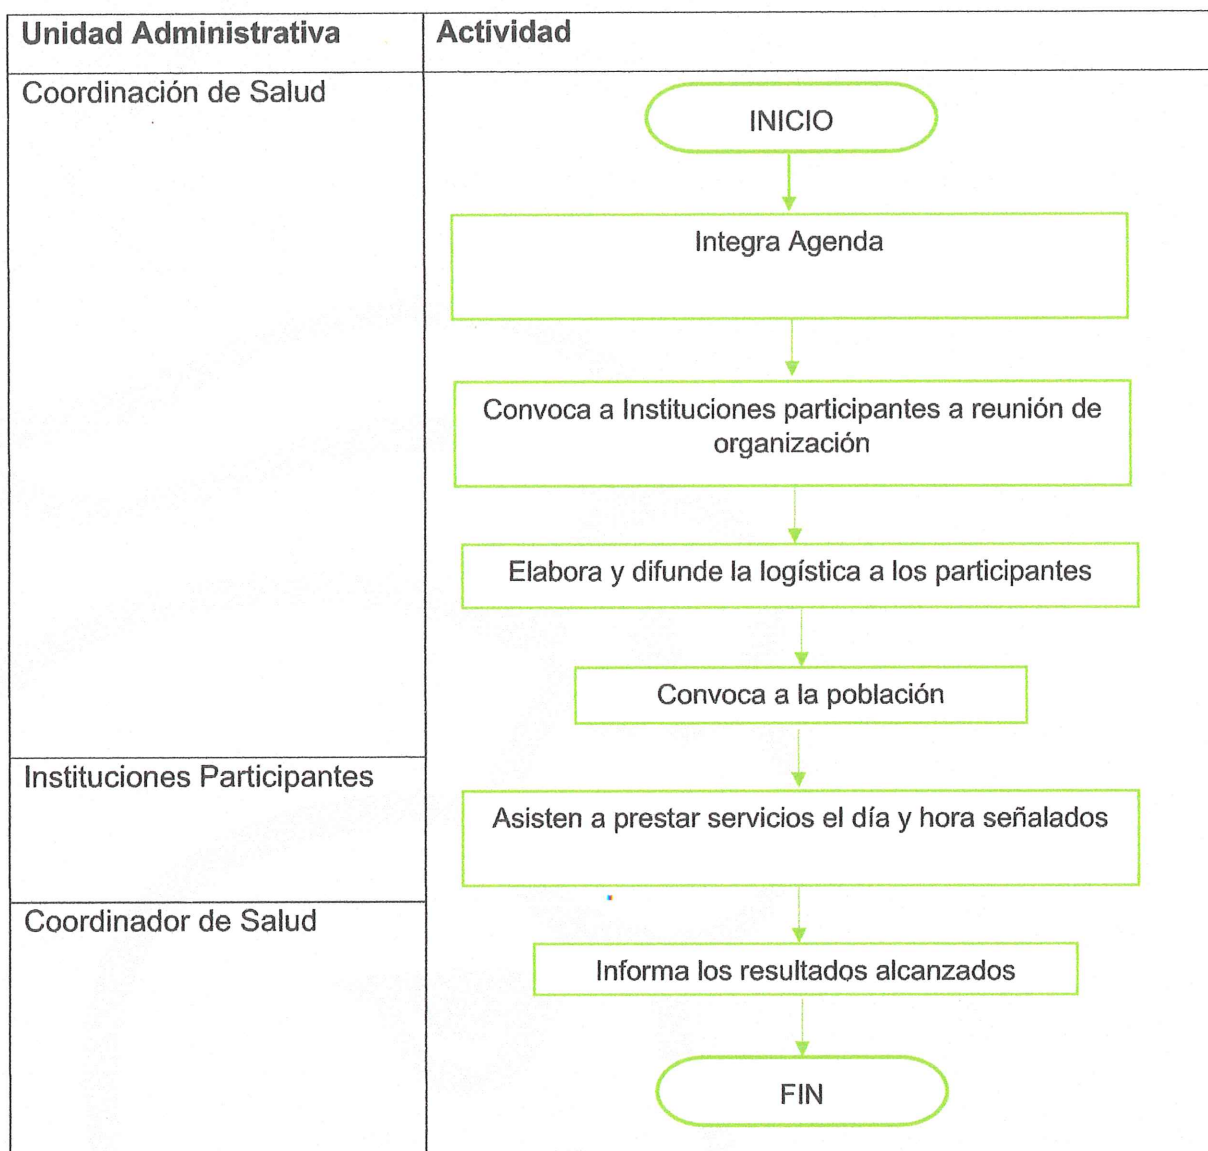 Unidad Administrativa
Actividad
Coordinación de Salud
INICIO
Integra Agenda
Convoca a Instituciones participantes a reunión de
organización
Elabora y difunde la logística a los participantes
Convoca a la población
Instituciones Participantes
Asisten a prestar servicios el día y hora señalados
Coordinador de Salud
Informa los resultados alcanzados
FIN